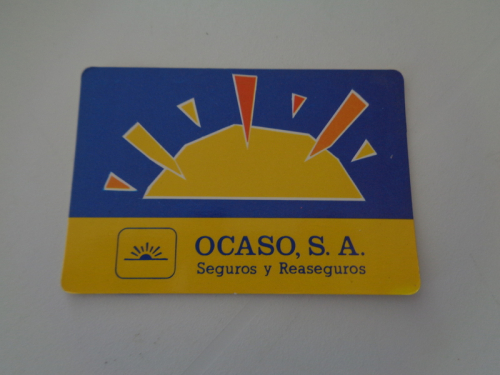 OCASO, S. A.
Seguros y Reaseguros